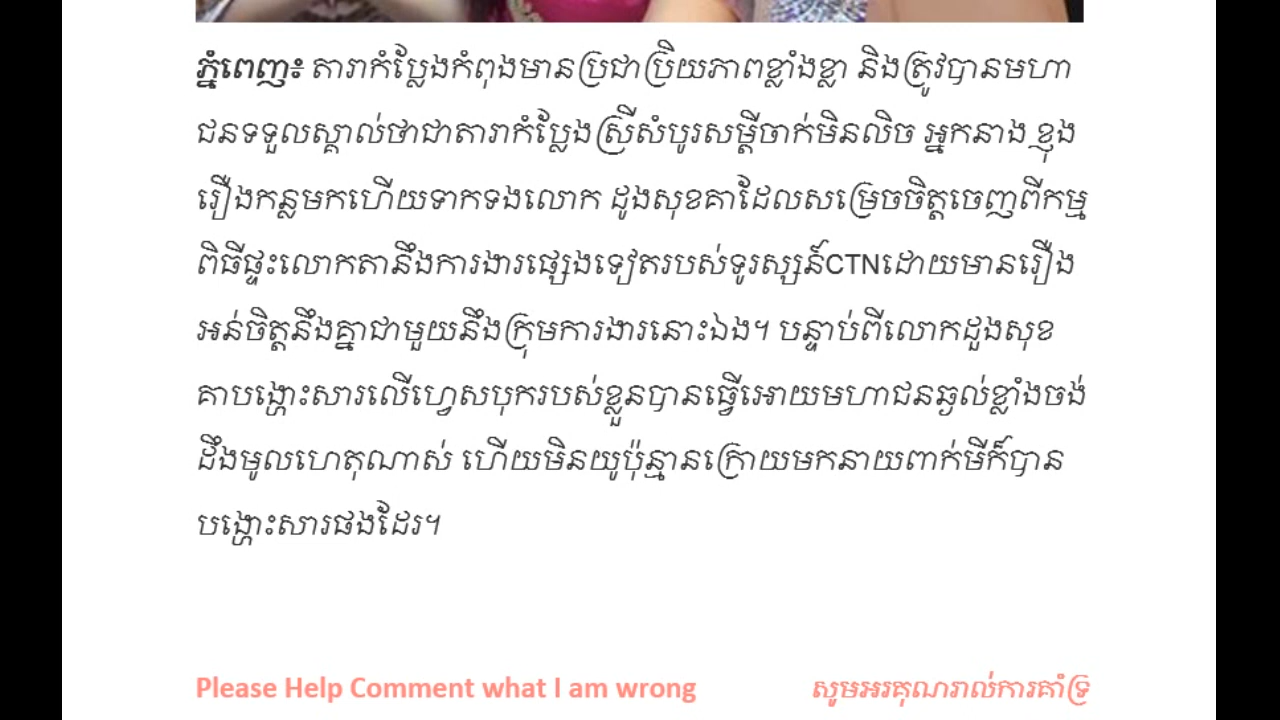 ភ្នំពេញ៖ តារាកំប្លែងកំពុងមានប្រជាប្រិយភាពខ្លាំងខ្លា និងត្រូវបានមហា
ជនទទួលស្គាល់ថាជាតារាកំប្លែងស្រីសំបូរសម្ដីចាក់មិនលិច អ្នកនាង ខ្ញុង
រឿងកន្លមកហើយទាក់ទងលោក ដូងសុខគាដែលសម្រេចចិត្តចេញពីកម្ម
ពិធីផ្ទះលោកតានឹងការងារផ្សេងទៀតរបស់ទូរស្សន៍CTNដោយមានរឿង
អន់ចិត្តនឹងគ្នាជាមួយនឹងក្រុមការងារនោះឯង។ បន្ទាប់ពីលោកដួងសុខ
គាបង្ហោះសារលើហ្វេសបុករបស់ខ្លួនបានធ្វើអោយមហាជនឆ្ងល់ខ្លាំងចង់
ដឹងមូលហេតុណាស់ ហើយមិនយូប៉ុន្មានក្រោយមកនាយពាក់មីក៏បាន
បង្ហោះសារផងដែរ។
Please Help Comment what I am wrong សូមអរគុណរាល់ការគាំទ្រ